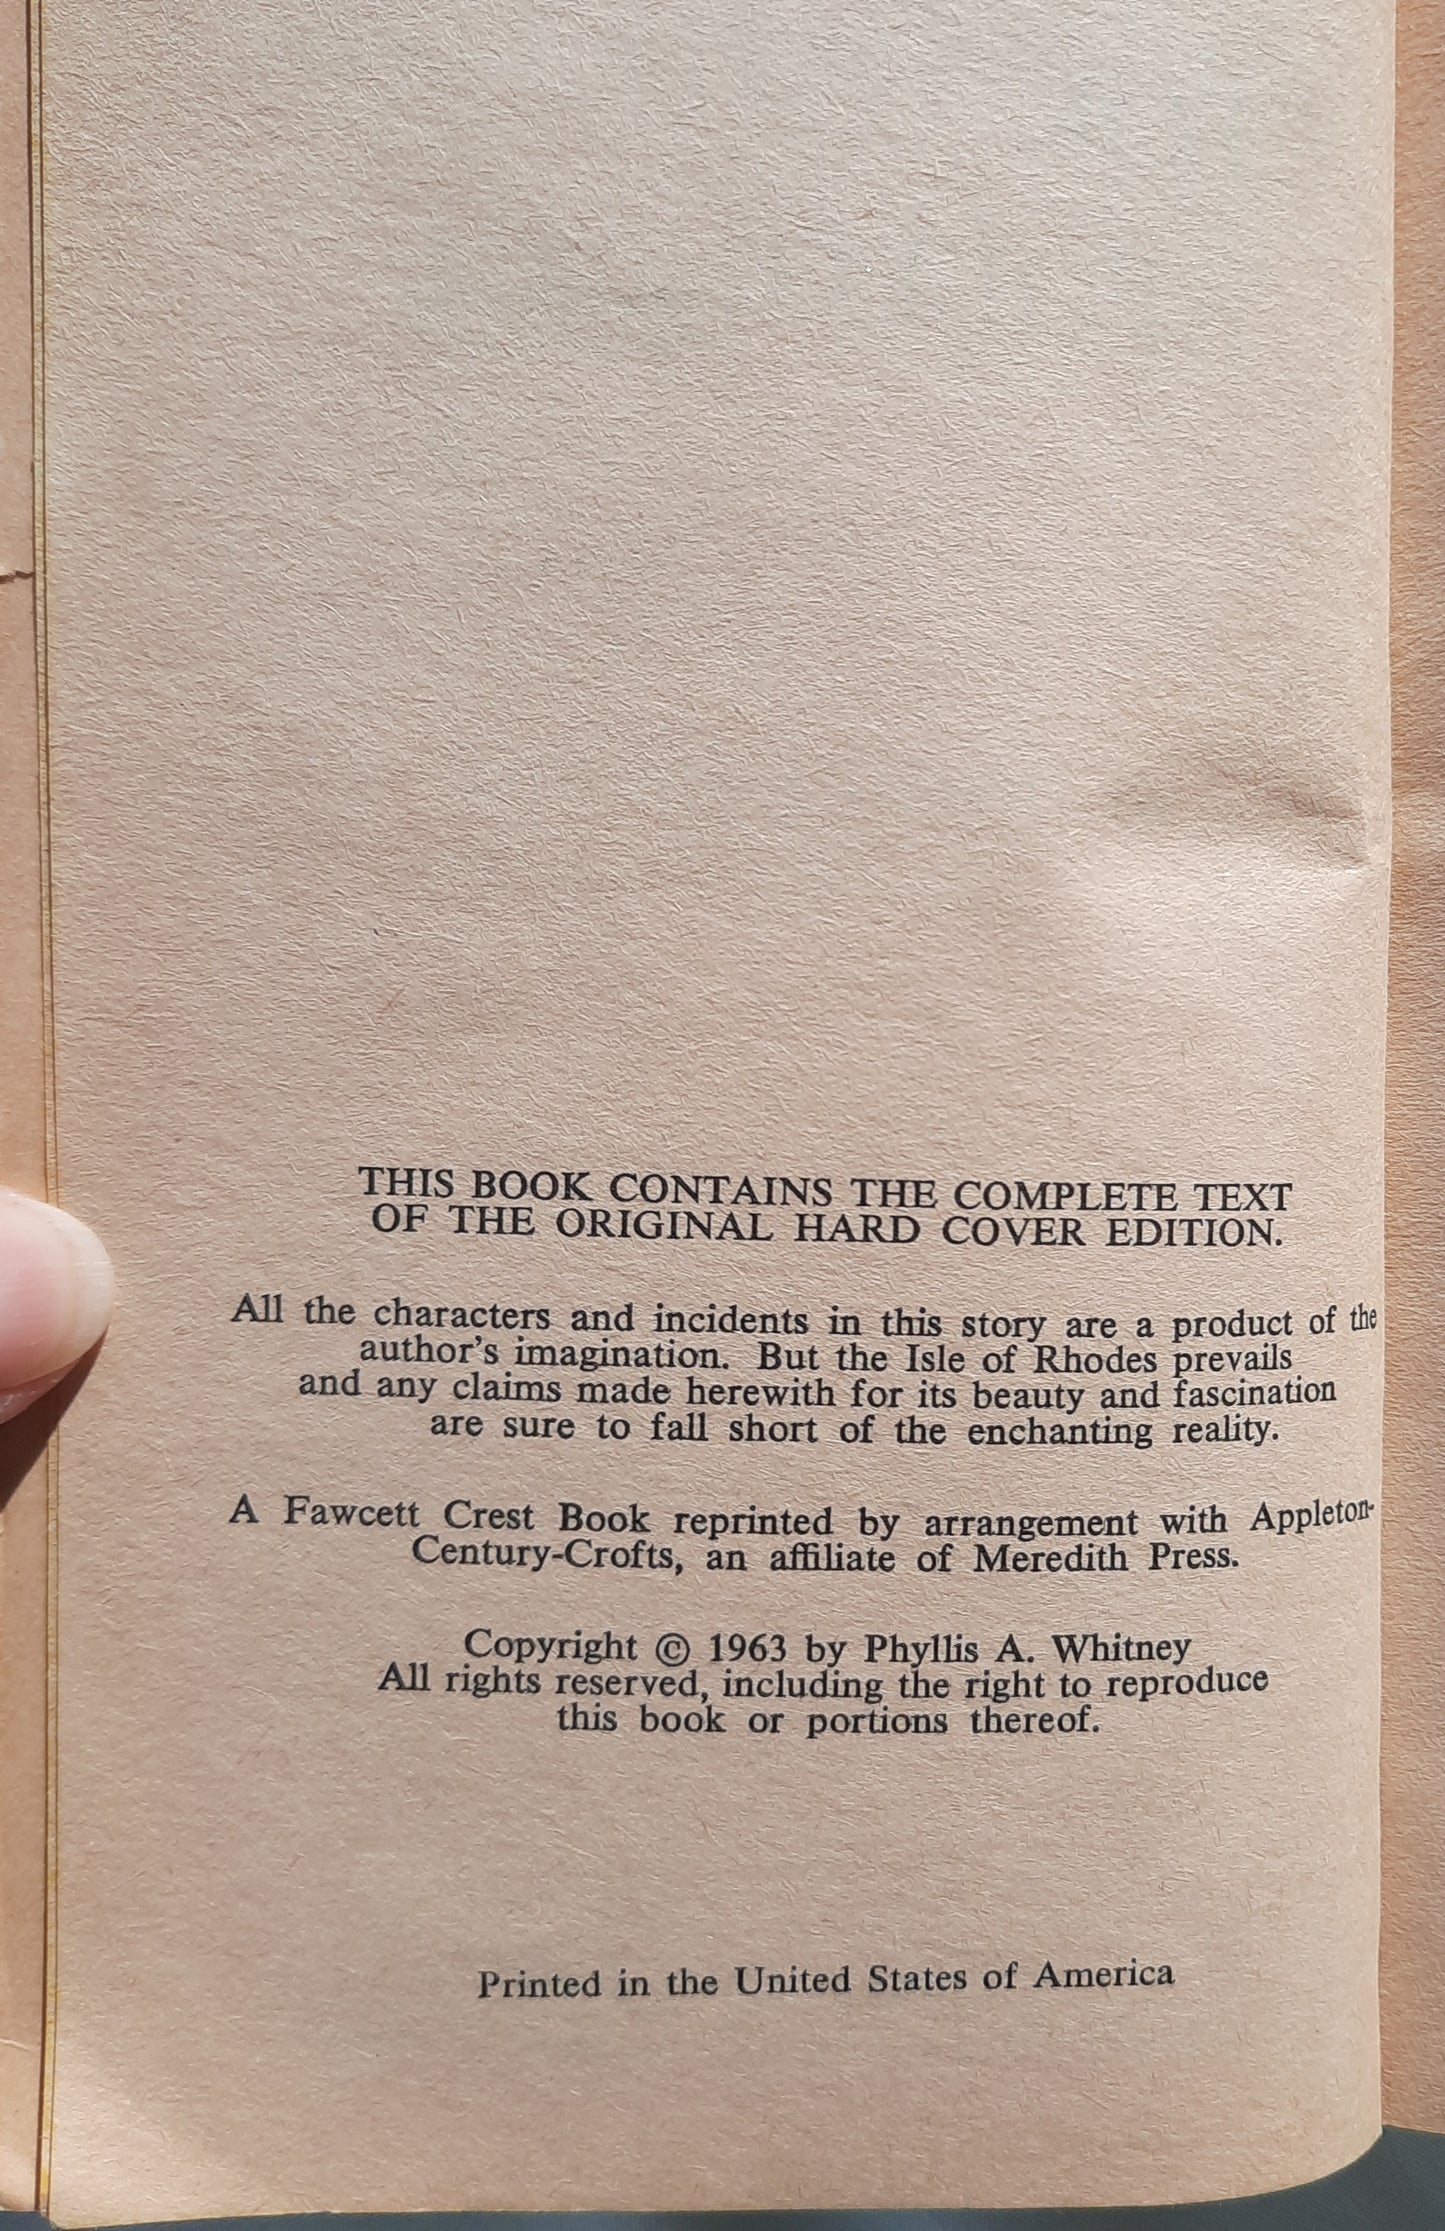 THIS BOOK CONTAINS THE COMPLETE TEXT
OF THE ORIGINAL HARD COVER EDITION.
All the characters and incidents in this story are a product of the
author's imagination. But the Isle of Rhodes prevails
and any claims made herewith for its beauty and fascination
are sure to fall short of the enchanting reality.
A Fawcett Crest Book reprinted by arrangement with Appleton-
Century-Crofts, an affiliate of Meredith Press.
Copyright © 1963 by Phyllis A. Whitney
All rights reserved, including the right to reproduce
this book or portions thereof.
Printed in the United States of America